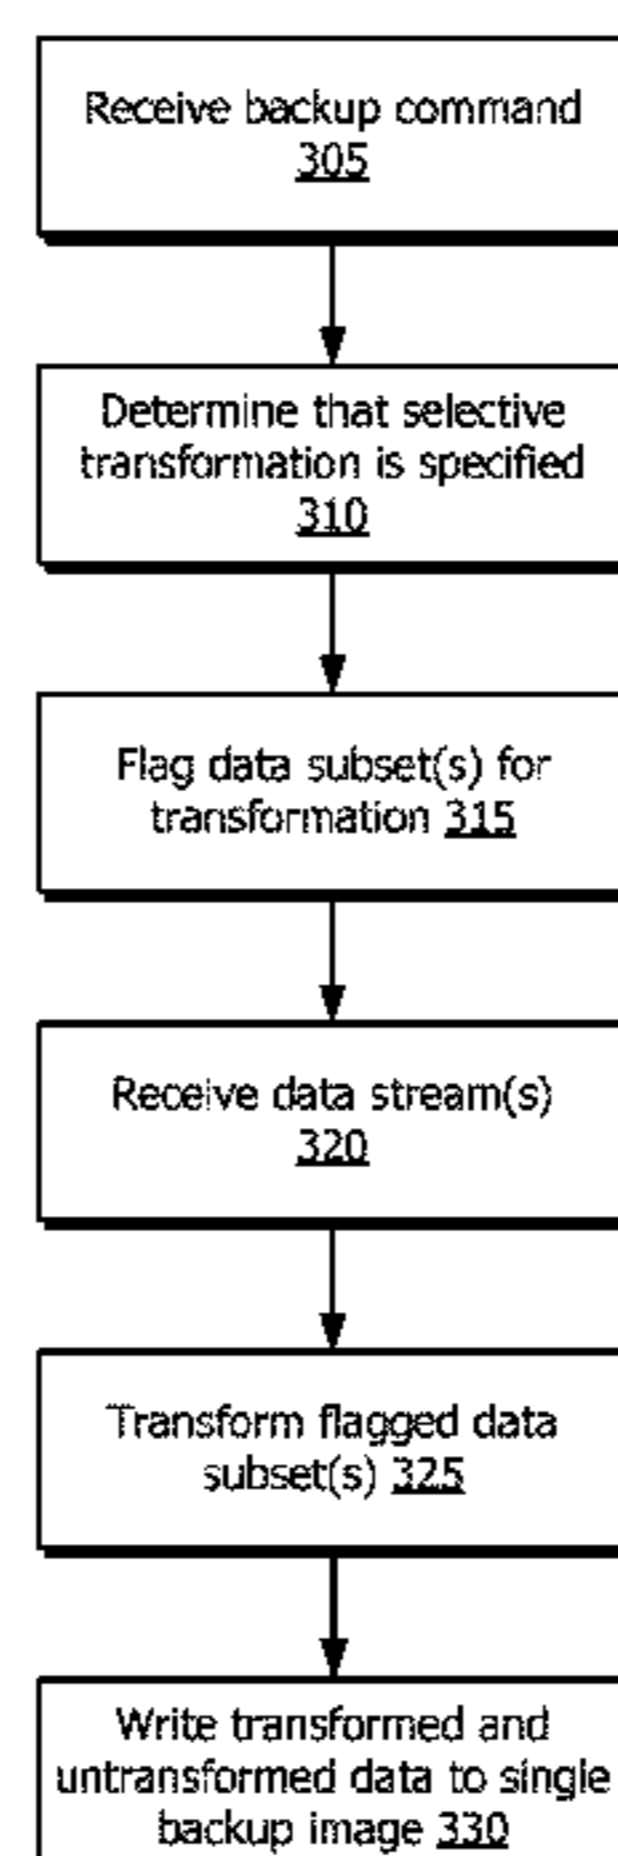 Receive backup command
305
Determine that selective
transformation is specified
310
Flag data subset(s) for
transformation 315
Receive data stream(s)
320
Transform flagged data
subset(s) 325
Write transformed and
untransformed data to single
backup image 330